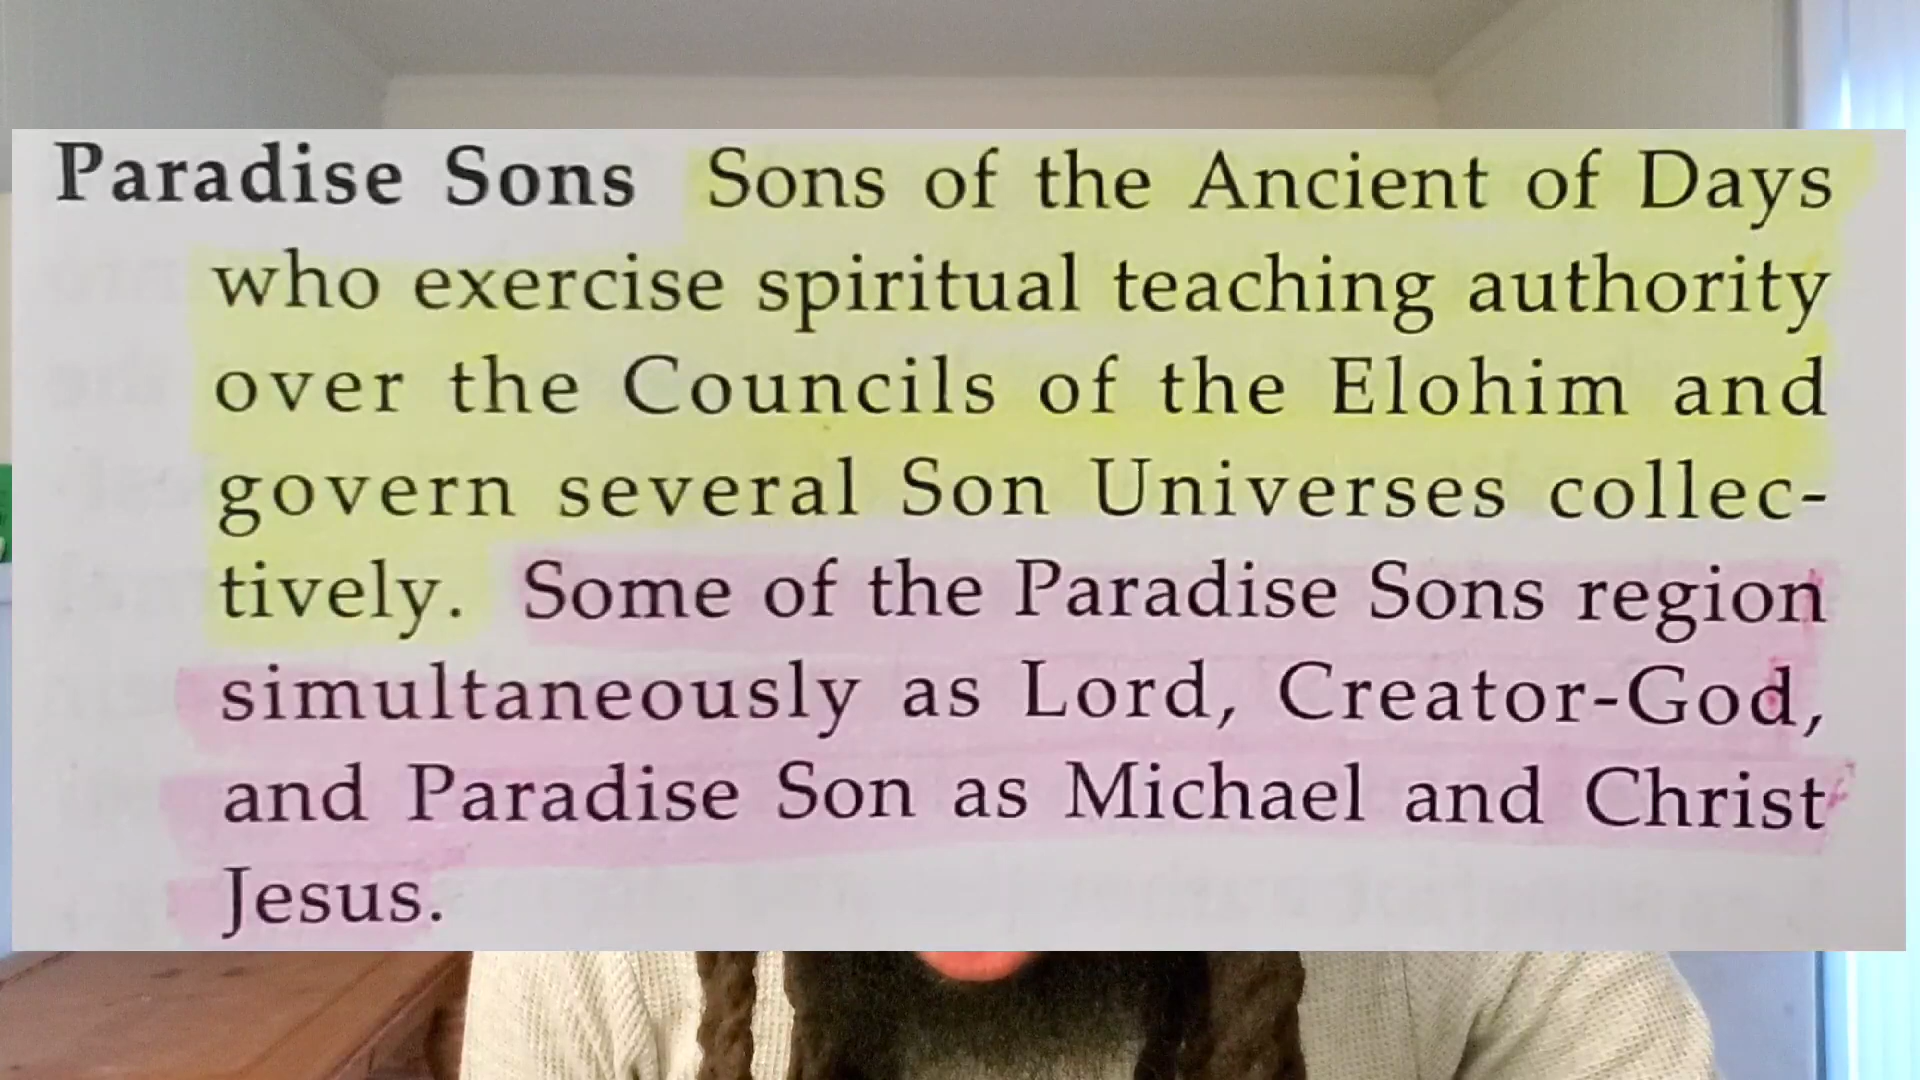 Paradise Sons Sons of the Ancient of Days
who exercise spiritual teaching authority
over the Councils of the Elohim and
govern several Son Universes collec-
tively. Some of the Paradise Sons region
simultaneously as Lord, Creator-God,
and Paradise Son as Michael and Christ
Jesus.